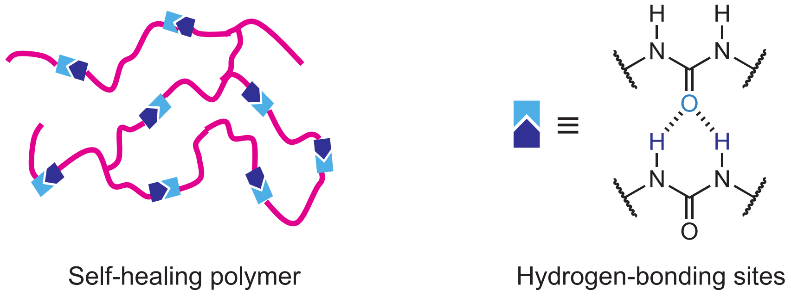 H H
N N
O
≡
H H
N N
O
Self-healing polymer
Hydrogen-bonding sites